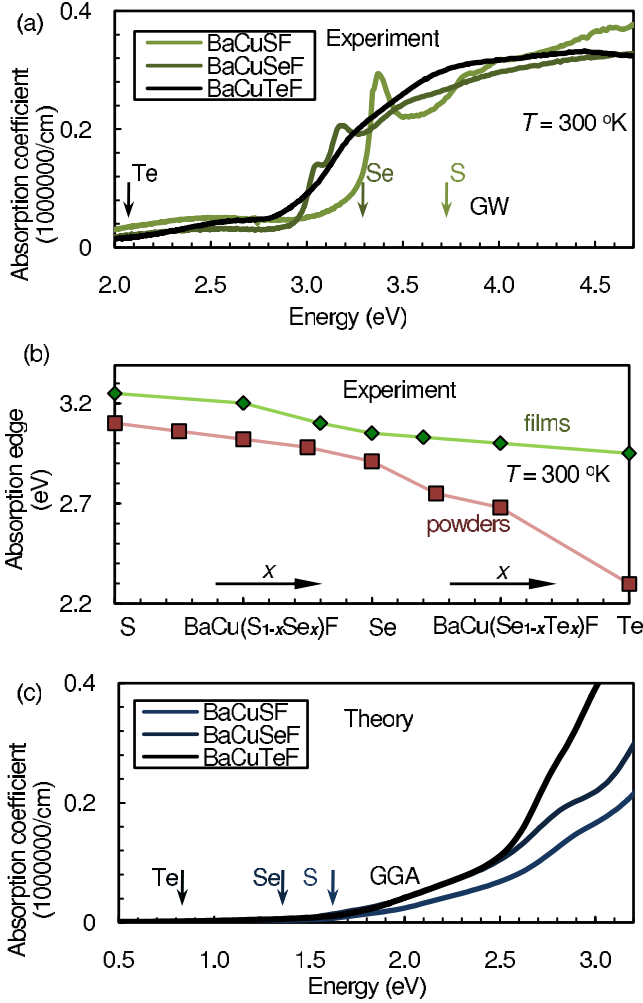 (a)
BaCuSF
BaCuSeF
BaCuTeF
Experiment
T = 300 °K
Te
Se
S
GW
0.4
0.2
0
Absorption coefficient
(1000000/cm)
2.0 2.5 3.0 3.5 4.0 4.5
Energy (eV)
(b)
Experiment
films
T = 300 °K
powders
3.2
2.7
2.2
Absorption edge
(eV)
x x
S BaCu(S1-xSex)F Se BaCu(Se1-xTex)F Te
(c)
BaCuSF
BaCuSeF
BaCuTeF
Theory
Te Se S GGA
0.4
0.2
0
Absorption coefficient
(1000000/cm)
0.5 1.0 1.5 2.0 2.5 3.0
Energy (eV)